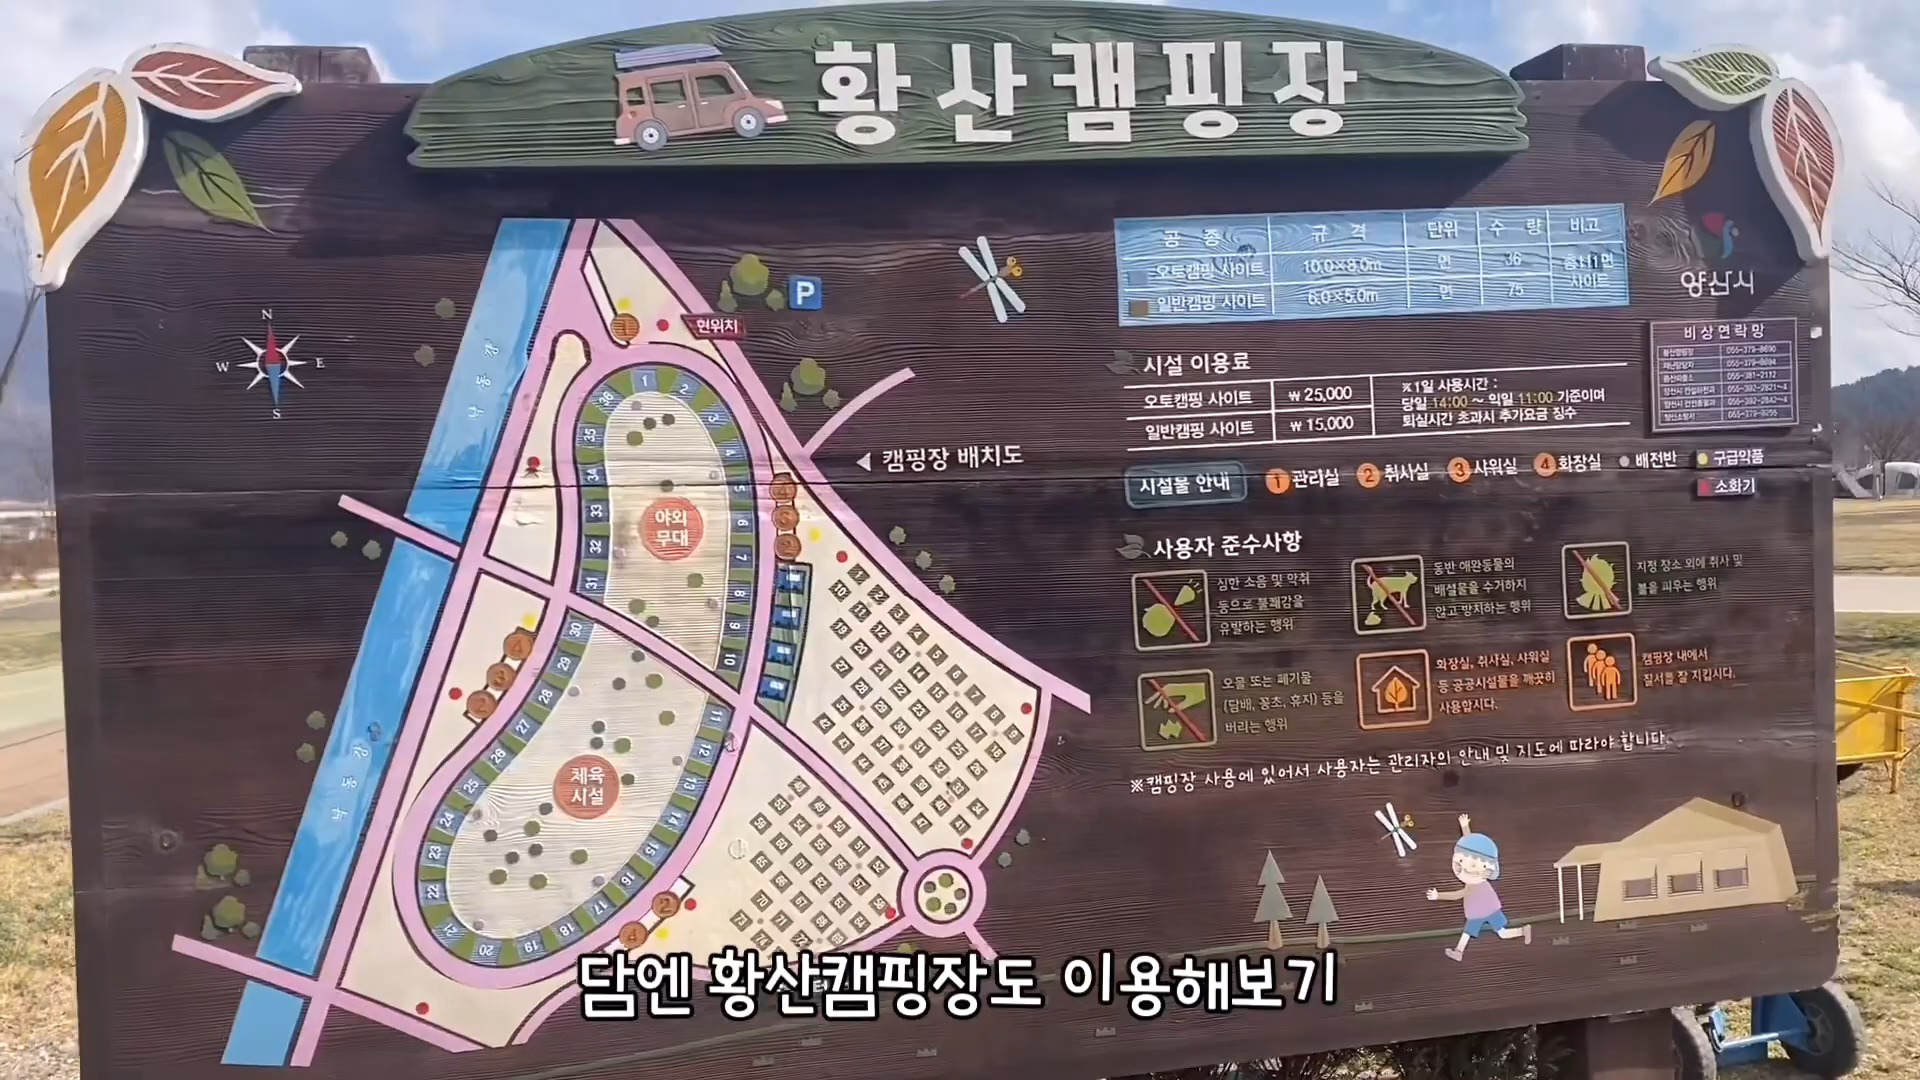 황산캠핑장
공 종 규 격 단위 수 량 비고
오토캠핑 사이트 10.0×8.0m 면 36 총111면 사이트
일반캠핑 사이트 6.0×5.0m 면 75
양산시
N
W E
S
P
현위치
낙동강
캠핑장 배치도
야외
무대
체육
시설
낙동강
시설 이용료
오토캠핑 사이트 ₩ 25,000
일반캠핑 사이트 ₩ 15,000
※1일 사용시간 :
당일 14:00 ~ 익일 11:00 기준이며
퇴실시간 초과시 추가요금 징수
비상연락망
시설물 안내 1 관리실 2 취사실 3 샤워실 4 화장실 배전반 구급약품
소화기
사용자 준수사항
심한 소음 및 악취
등으로 불쾌감을
유발하는 행위
동반 애완동물의
배설물을 수거하지
않고 방치하는 행위
지정 장소 외에 취사 및
불을 피우는 행위
오물 또는 폐기물
(담배, 꽁초, 휴지) 등을
버리는 행위
화장실, 취사실, 샤워실
등 공공시설물을 깨끗히
사용합시다.
캠핑장 내에서
질서를 잘 지킵시다.
※캠핑장 사용에 있어서 사용자는 관리자의 안내 및 지도에 따라야 합니다.
담엔 황산캠핑장도 이용해보기